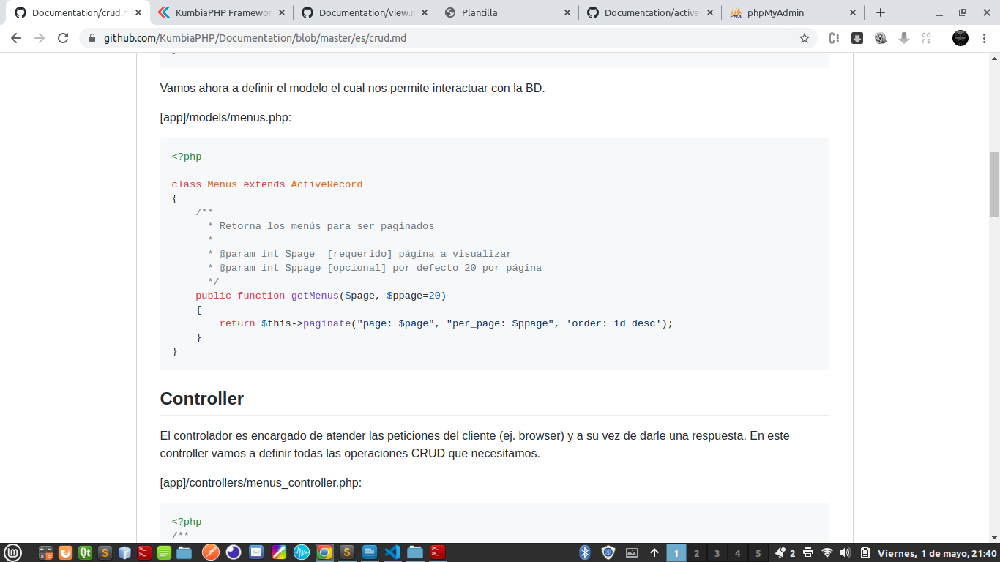 Documentation/crud.m
KumbiaPHP Framewor
Documentation/view.m
Plantilla
Documentation/active
phpMyAdmin
github.com/KumbiaPHP/Documentation/blob/master/es/crud.md
Vamos ahora a definir el modelo el cual nos permite interactuar con la BD.
[app]/models/menus.php:
<?php
class Menus extends ActiveRecord
{
/**
* Retorna los menús para ser paginados
*
* @param int $page [requerido] página a visualizar
* @param int $ppage [opcional] por defecto 20 por página
*/
public function getMenus($page, $ppage=20)
{
return $this->paginate("page: $page", "per_page: $ppage", 'order: id desc');
}
}
Controller
El controlador es encargado de atender las peticiones del cliente (ej. browser) y a su vez de darle una respuesta. En este
controller vamos a definir todas las operaciones CRUD que necesitamos.
[app]/controllers/menus_controller.php:
<?php
/**
1 2 3 4 5
2
Viernes, 1 de mayo, 21:40